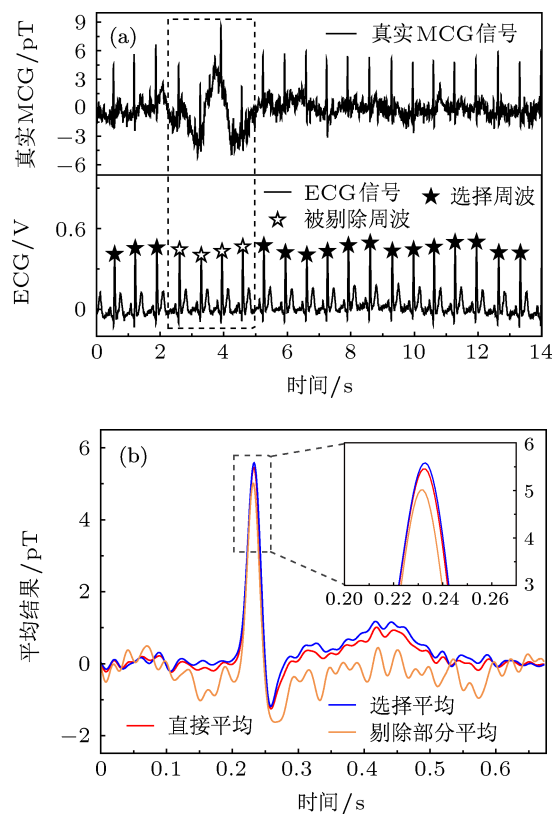 (a)
真实MCG信号
真实MCG/pT
9
6
3
0
−3
−6
ECG信号
选择周波
被剔除周波
ECG/V
0.6
0
0 2 4 6 8 10 12 14
时间/s
(b)
平均结果/pT
6
4
2
0
−2
6
5
4
3
0.20 0.22 0.24 0.26
直接平均
选择平均
剔除部分平均
0 0.1 0.2 0.3 0.4 0.5 0.6
时间/s